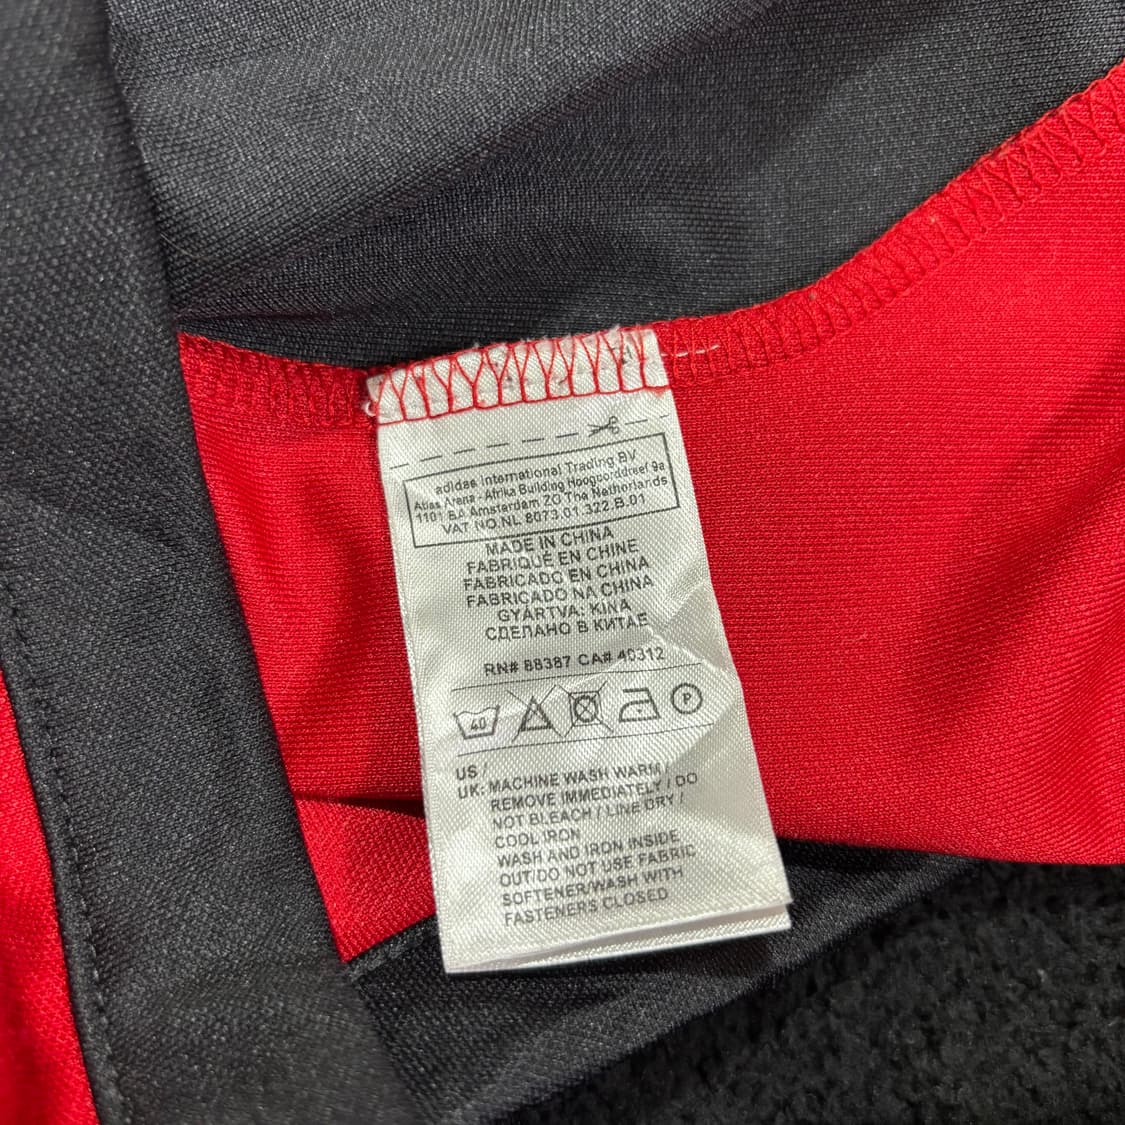 adidas International Trading BV
Atlas Arena - Afrika Building Hoogoorddreef 9a
1101 BA Amsterdam ZO The Netherlands
VAT NO.NL 8073.01.322.B.01
MADE IN CHINA
FABRIQUÉ EN CHINE
FABRICADO EN CHINA
FABRICADO NA CHINA
GYÁRTVA: KÍNA
СДЕЛАНО В КИТАЕ
RN# 88387 CA# 40312
40 P
US /
UK: MACHINE WASH WARM /
REMOVE IMMEDIATELY / DO
NOT BLEACH / LINE DRY /
COOL IRON
WASH AND IRON INSIDE
OUT/DO NOT USE FABRIC
SOFTENER/WASH WITH
FASTENERS CLOSED